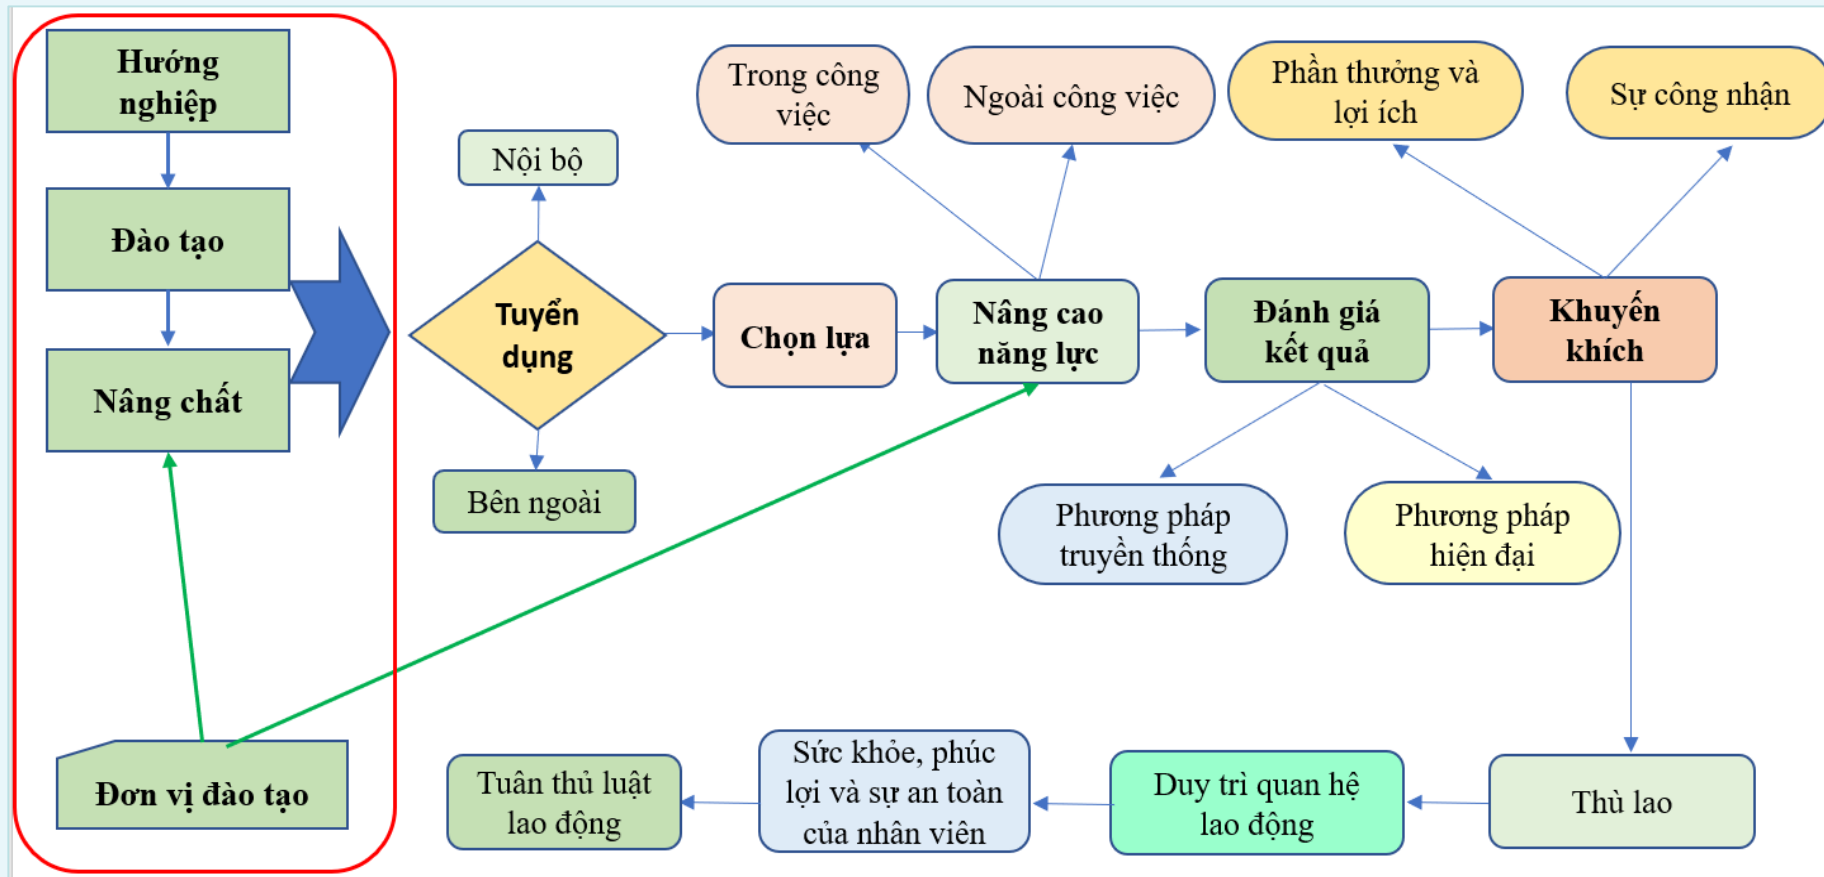 Hướng
nghiệp
Đào tạo
Nâng chất
Đơn vị đào tạo
Nội bộ
Tuyển
dụng
Bên ngoài
Chọn lựa
Trong công
việc
Ngoài công việc
Nâng cao
năng lực
Đánh giá
kết quả
Phương pháp
truyền thống
Phương pháp
hiện đại
Phần thưởng và
lợi ích
Sự công nhận
Khuyến
khích
Thù lao
Duy trì quan hệ
lao động
Sức khỏe, phúc
lợi và sự an toàn
của nhân viên
Tuân thủ luật
lao động